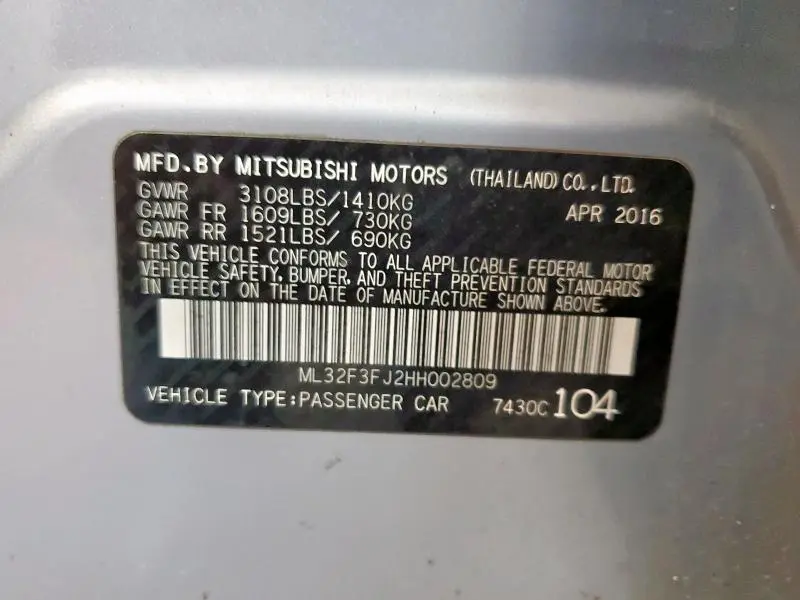 MFD.BY MITSUBISHI MOTORS (THAILAND)CO.,LTD.
GVWR 3108LBS/1410KG
APR 2016
GAWR FR 1609LBS/ 730KG
GAWR RR 1521LBS/ 690KG
THIS VEHICLE CONFORMS TO ALL APPLICABLE FEDERAL MOTOR
VEHICLE SAFETY, BUMPER, AND THEFT PREVENTION STANDARDS
IN EFFECT ON THE DATE OF MANUFACTURE SHOWN ABOVE.
ML32F3FJ2HH002809
VEHICLE TYPE:PASSENGER CAR 7430C 104